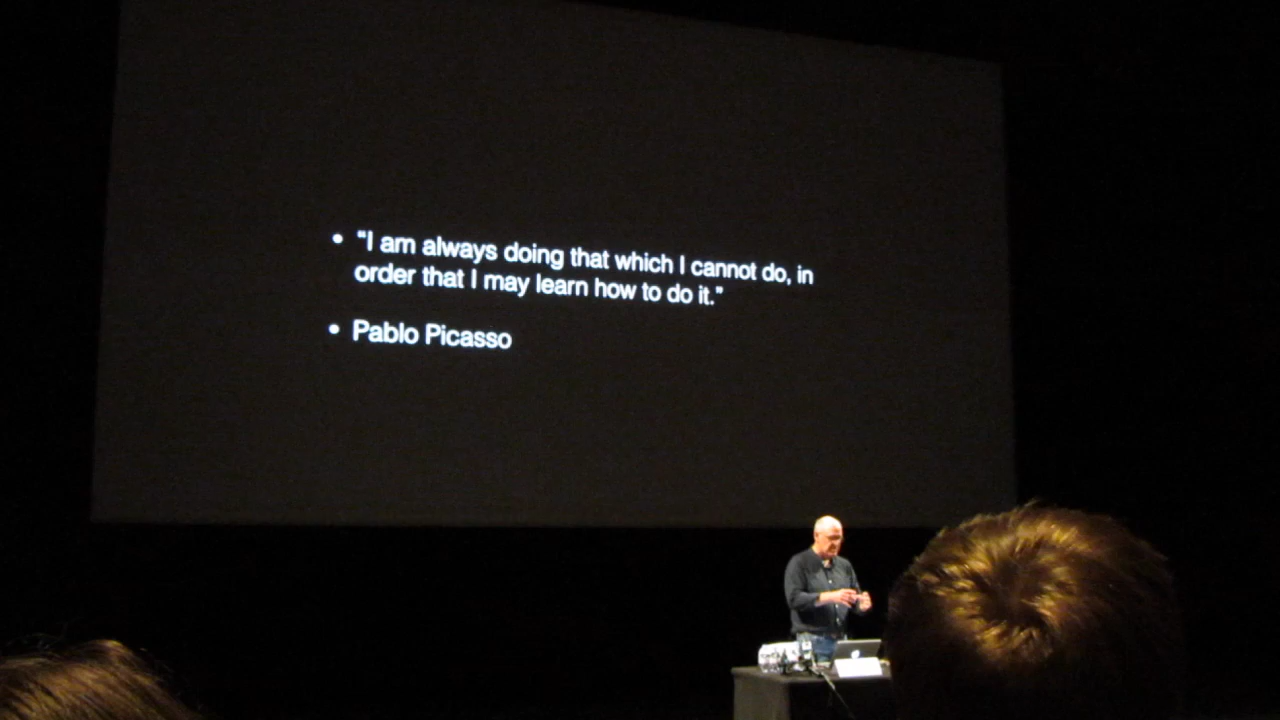 • “I am always doing that which I cannot do, in
order that I may learn how to do it.”
• Pablo Picasso